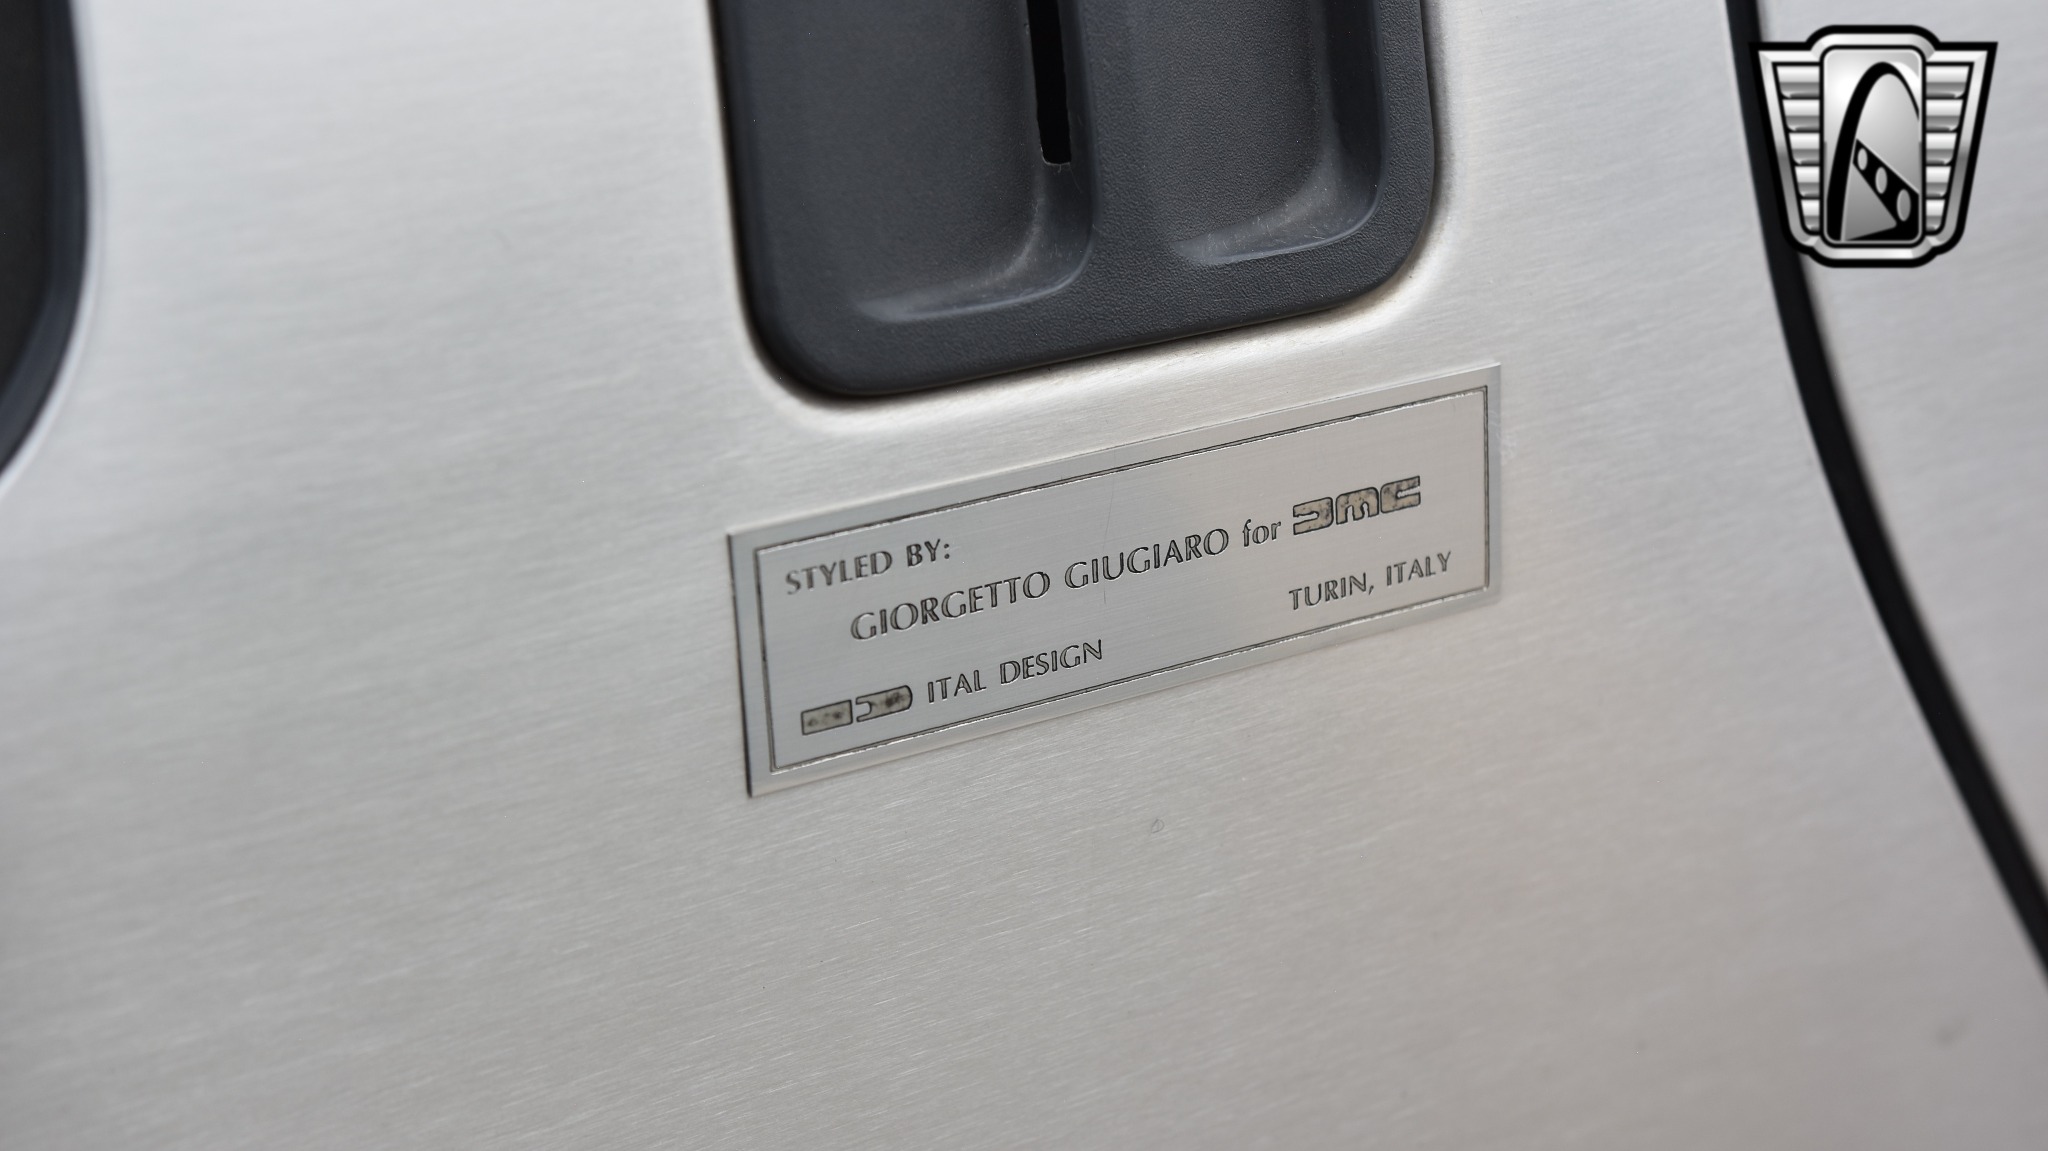 STYLED BY:
GIORGETTO GIUGIARO for DMC
TURIN, ITALY
ITAL DESIGN